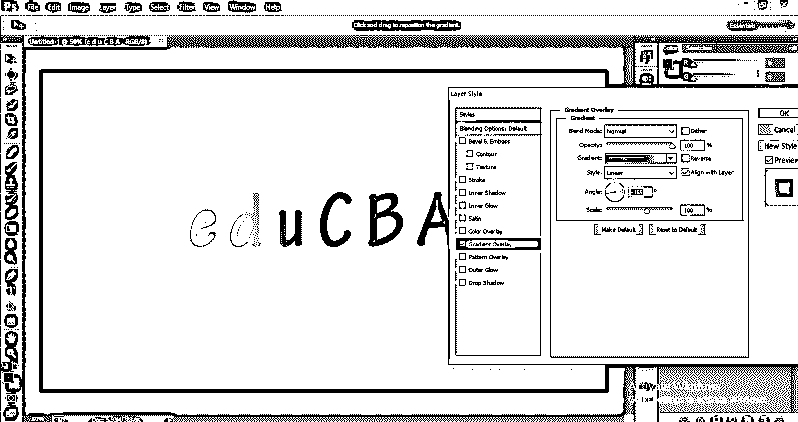 Ps File Edit Image Layer Type Select Filter View Window Help
Click and drag to reposition the gradient.
Essentials
Layer Style
Styles
Blending Options: Default
Bevel & Emboss
Contour
Texture
Stroke
Inner Shadow
Inner Glow
Satin
Color Overlay
Gradient Overlay
Pattern Overlay
Outer Glow
Drop Shadow
Gradient Overlay
Gradient
Blend Mode: Normal Dither
Opacity: 100 %
Gradient: Reverse
Style: Linear Align with Layer
Angle:
Scale: 100 %
Make Default Reset to Default
OK
Cancel
New Style
Preview
eduCBA